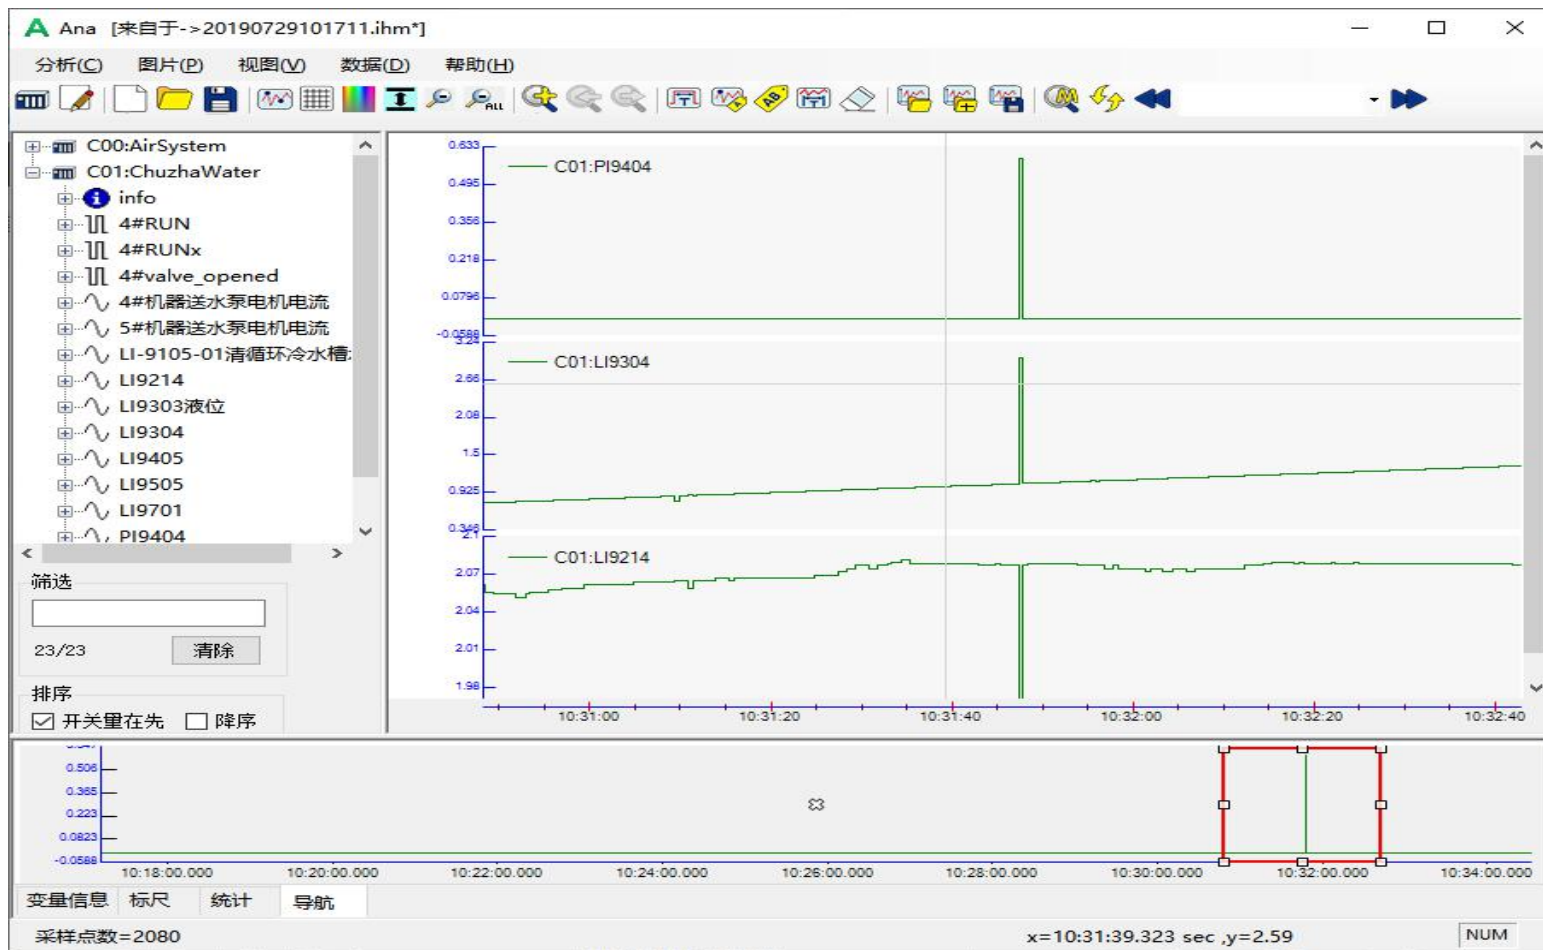 Ana [来自于->20190729101711.ihm*]
分析(C) 图片(P) 视图(V) 数据(D) 帮助(H)
C00:AirSystem
C01:ChuzhaWater
info
4#RUN
4#RUNx
4#valve_opened
4#机器送水泵电机电流
5#机器送水泵电机电流
LI-9105-01清循环冷水槽
LI9214
LI9303液位
LI9304
LI9405
LI9505
LI9701
PI9404
筛选
23/23 清除
排序
开关量在先 降序
0.633
C01:PI9404
0.495
0.356
0.218
0.0796
-0.0588
3.24
C01:LI9304
2.66
2.08
1.5
0.925
0.346
2.1
C01:LI9214
2.07
2.04
2.01
1.98
10:31:00 10:31:20 10:31:40 10:32:00 10:32:20 10:32:40
0.506
0.365
0.223
0.0823
-0.0588
10:18:00.000 10:20:00.000 10:22:00.000 10:24:00.000 10:26:00.000 10:28:00.000 10:30:00.000 10:32:00.000 10:34:00.000
变量信息 标尺 统计 导航
采样点数=2080 x=10:31:39.323 sec ,y=2.59 NUM